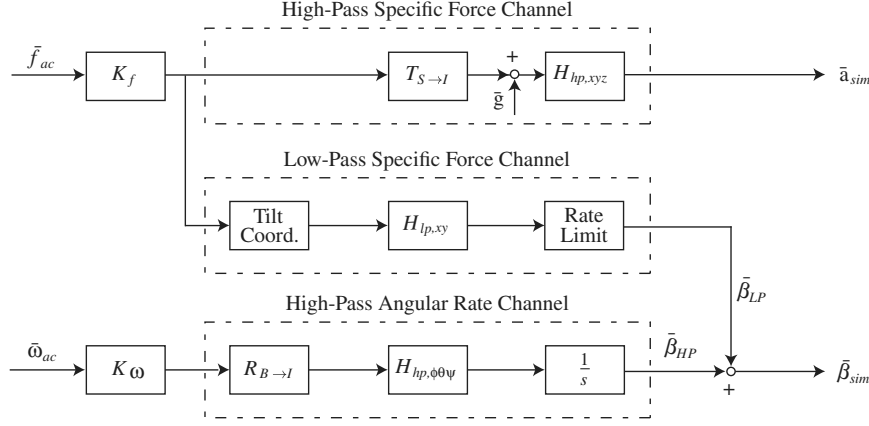 High-Pass Specific Force Channel
f̄ac
Kf
TS→I
+
ḡ
Hhp,xyz
āsim
Low-Pass Specific Force Channel
Tilt
Coord.
Hlp,xy
Rate
Limit
β̄LP
High-Pass Angular Rate Channel
ω̄ac
Kω
RB→I
Hhp,ϕθψ
1
s
β̄HP
+
β̄sim